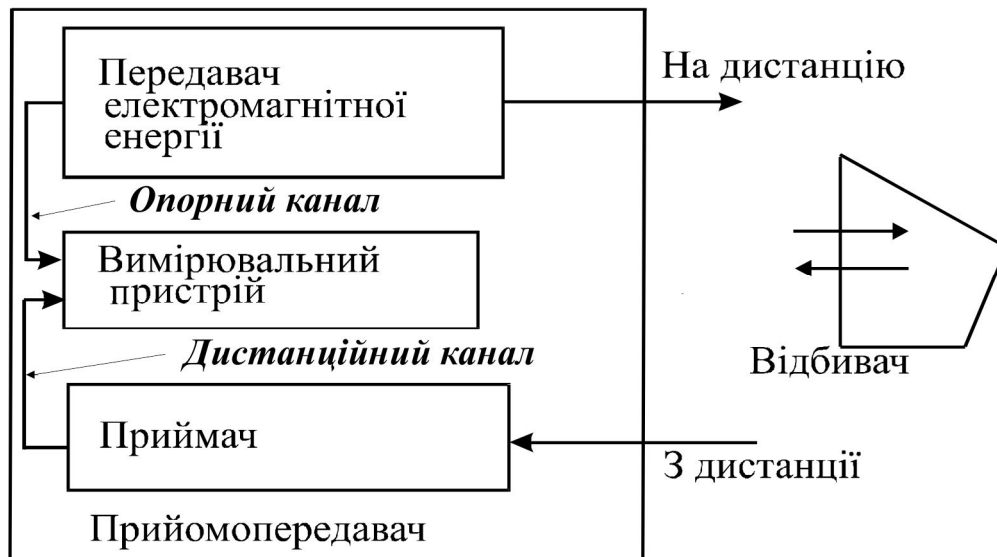 Передавач
електромагнітної
енергії
На дистанцію
Опорний канал
Вимірювальний
пристрій
Дистанційний канал
Відбивач
Приймач
З дистанції
Прийомопередавач